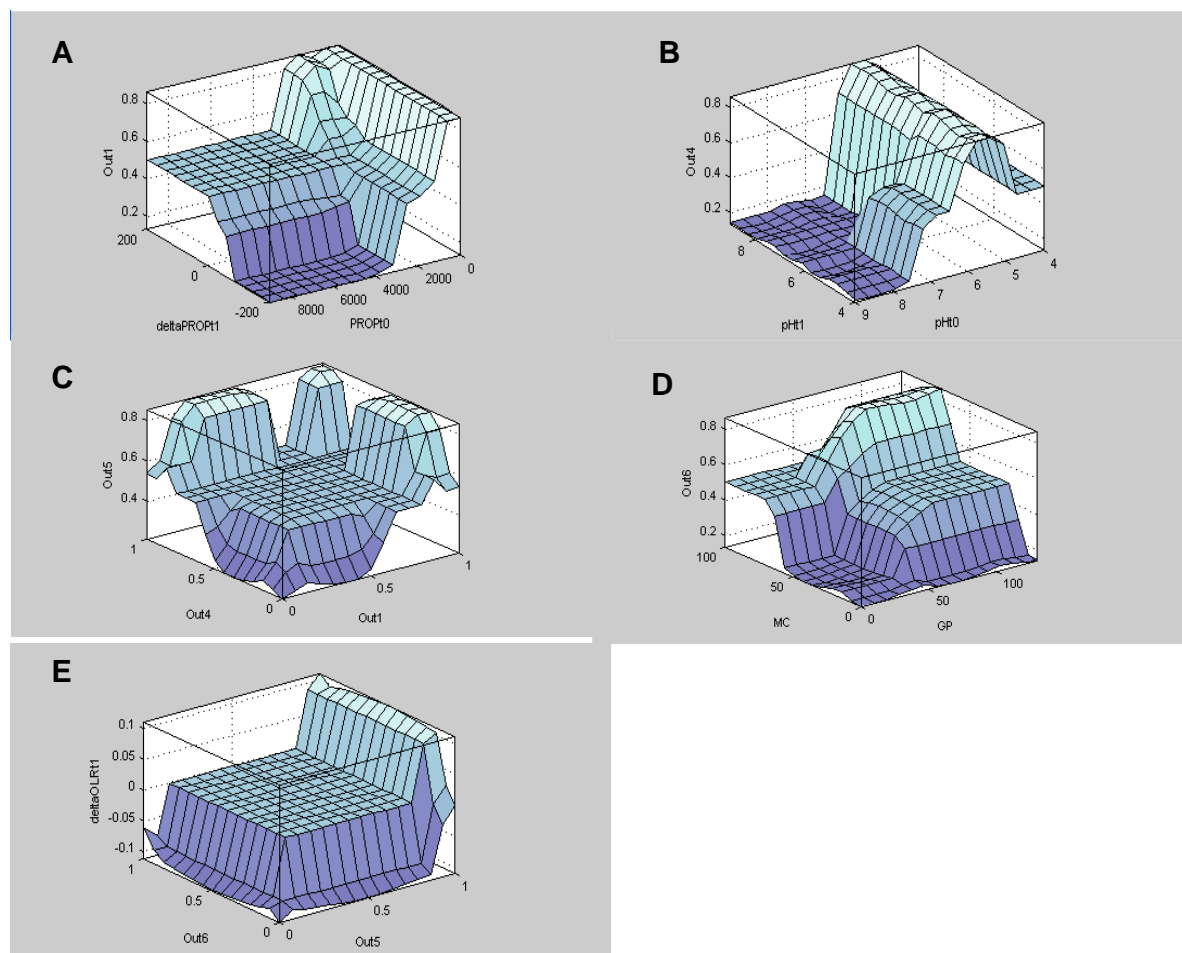 A
0.8
0.6
0.4
0.2
Out1
200
0
-200
deltaPROPt1
8000
6000
4000
2000
0
PROPt0
B
0.8
0.6
0.4
0.2
Out4
8
6
4
pHt1
9
8
7
6
5
4
pHt0
C
0.8
0.6
0.4
Out5
1
0.5
0
Out4
0
0.5
1
Out1
D
0.8
0.6
0.4
0.2
Out6
100
50
0
MC
0
50
100
GP
E
0.1
0.05
0
-0.05
-0.1
deltaOLRt1
1
0.5
0
Out6
0
0.5
1
Out5